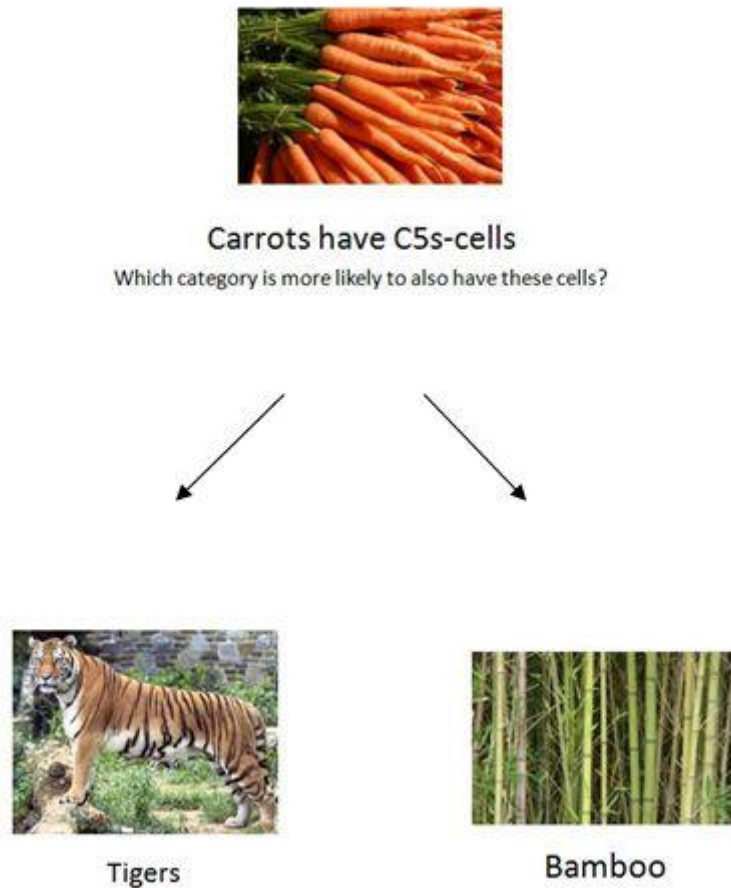 Carrots have C5s-cells
Which category is more likely to also have these cells?
Tigers
Bamboo